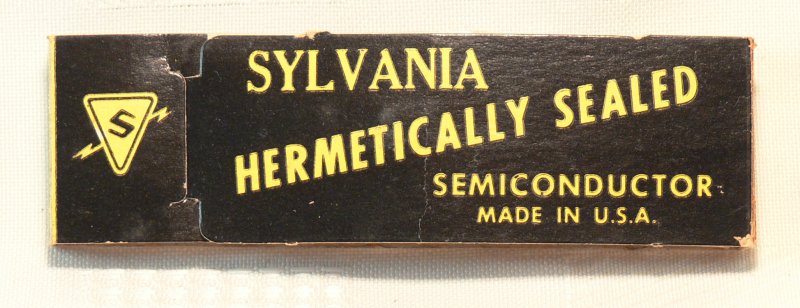 S
SYLVANIA
HERMETICALLY SEALED
SEMICONDUCTOR
MADE IN U.S.A.